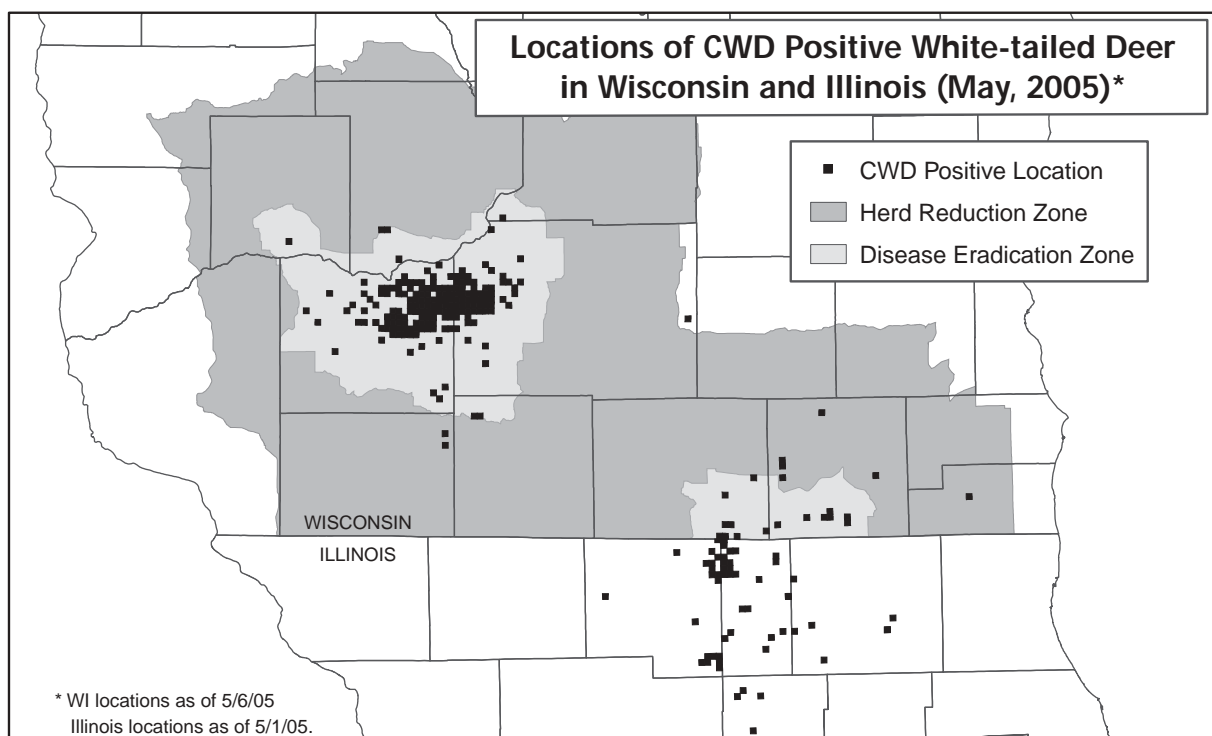 Locations of CWD Positive White-tailed Deer
in Wisconsin and Illinois (May, 2005)*
CWD Positive Location
Herd Reduction Zone
Disease Eradication Zone
WISCONSIN
ILLINOIS
* WI locations as of 5/6/05
Illinois locations as of 5/1/05.